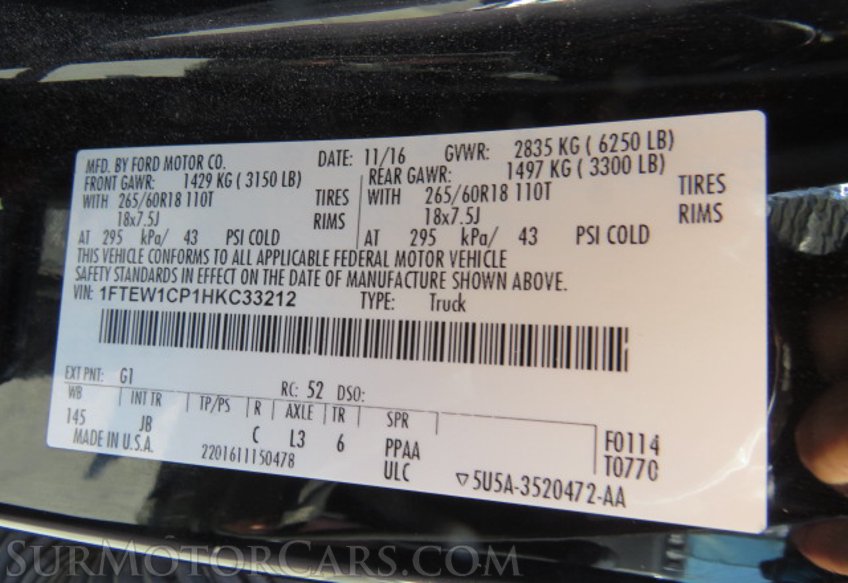 MFD. BY FORD MOTOR CO. DATE: 11/16 GVWR: 2835 KG ( 6250 LB)
FRONT GAWR: 1429 KG ( 3150 LB) REAR GAWR: 1497 KG ( 3300 LB)
WITH 265/60R18 110T TIRES WITH 265/60R18 110T TIRES
18x7.5J RIMS 18x7.5J RIMS
AT 295 kPa/ 43 PSI COLD AT 295 kPa/ 43 PSI COLD
THIS VEHICLE CONFORMS TO ALL APPLICABLE FEDERAL MOTOR VEHICLE
SAFETY STANDARDS IN EFFECT ON THE DATE OF MANUFACTURE SHOWN ABOVE.
VIN: 1FTEW1CP1HKC33212 TYPE: Truck
EXT PNT: G1 RC: 52 DSO:
WB INT TR TP/PS R AXLE TR SPR
145 JB C L3 6 PPAA F0114
MADE IN U.S.A. 2201611150478 ULC T0770
▽5U5A-3520472-AA
SURMOTORCARS.COM